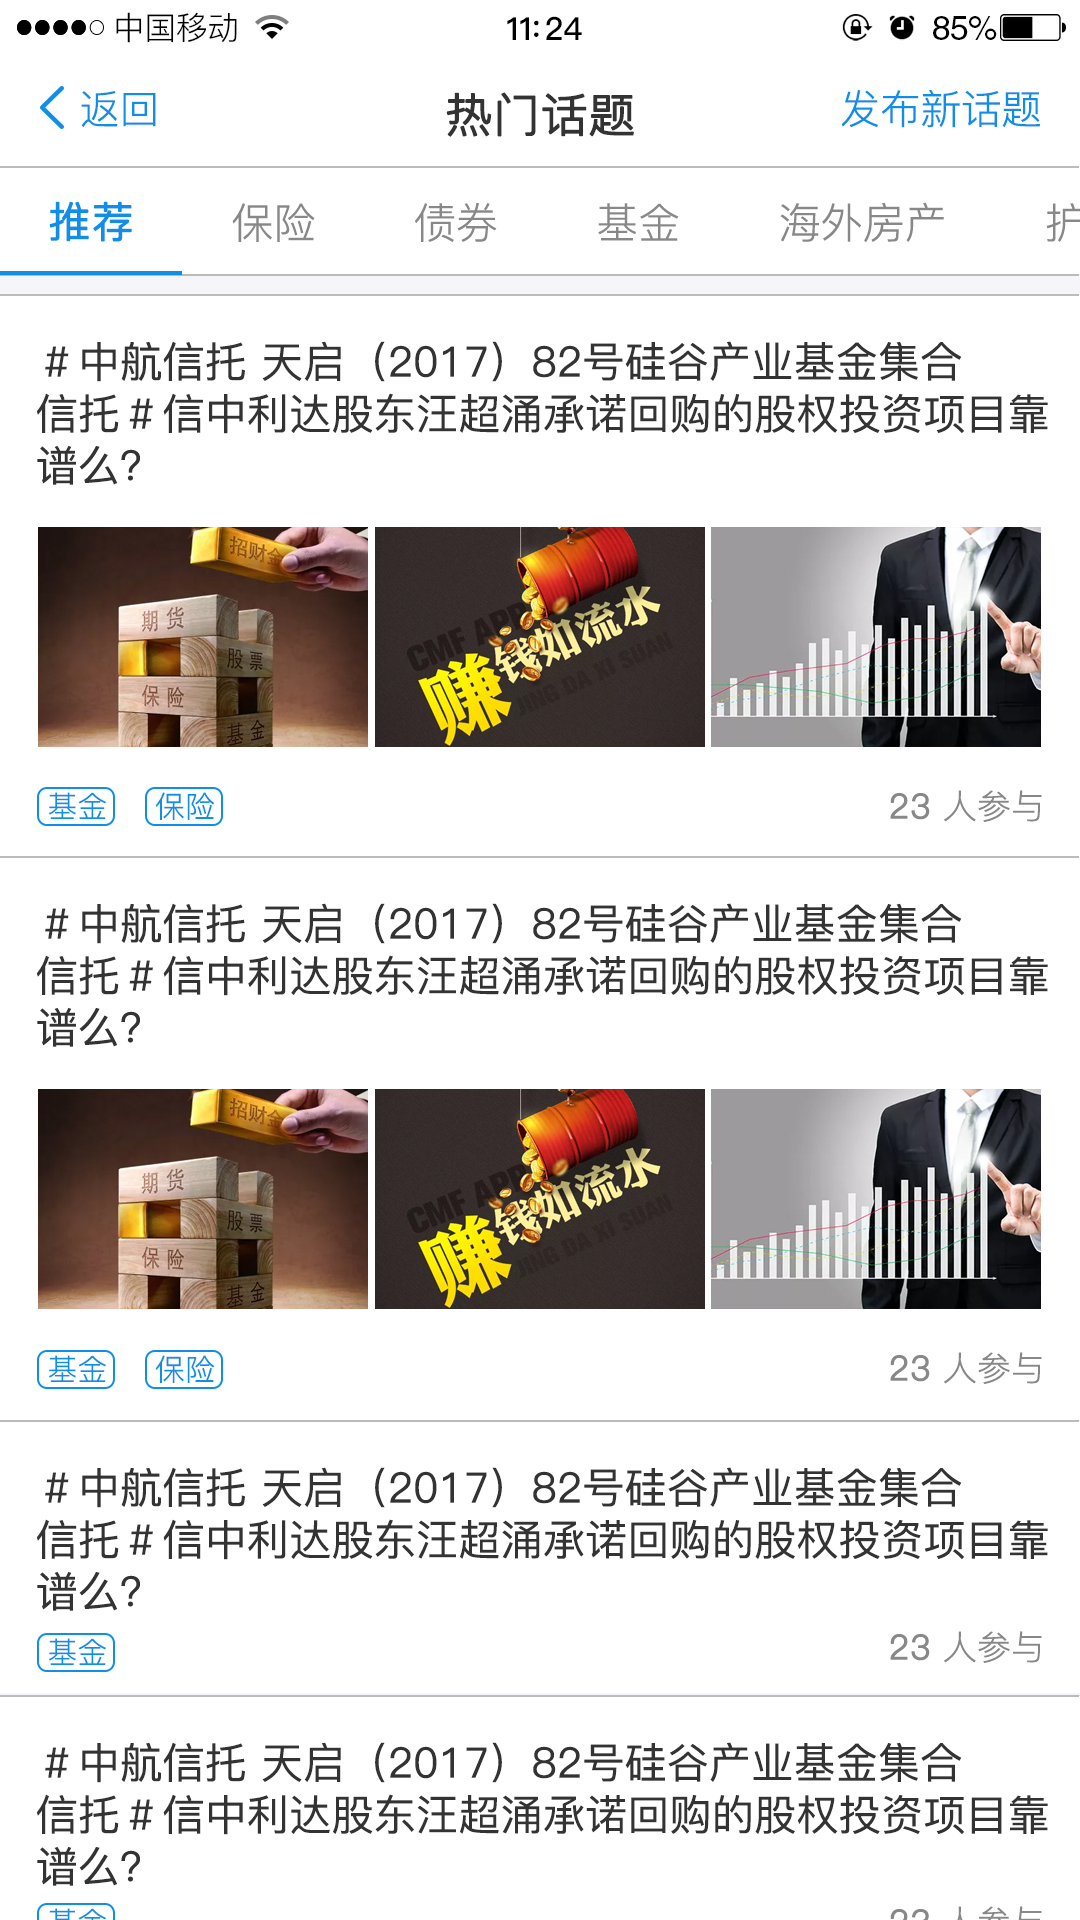 中国移动
11:24
85%
返回
热门话题
发布新话题
推荐
保险
债券
基金
海外房产
护
#中航信托 天启（2017）82号硅谷产业基金集合
信托#信中利达股东汪超涌承诺回购的股权投资项目靠
谱么？
招财金
期货
股票
保险
基金
CMF APP
赚钱如流水
JING DA XI SUAN
基金
保险
23 人参与
#中航信托 天启（2017）82号硅谷产业基金集合
信托#信中利达股东汪超涌承诺回购的股权投资项目靠
谱么？
招财金
期货
股票
保险
基金
CMF APP
赚钱如流水
JING DA XI SUAN
基金
保险
23 人参与
#中航信托 天启（2017）82号硅谷产业基金集合
信托#信中利达股东汪超涌承诺回购的股权投资项目靠
谱么？
基金
23 人参与
#中航信托 天启（2017）82号硅谷产业基金集合
信托#信中利达股东汪超涌承诺回购的股权投资项目靠
谱么？
基金
23 人参与